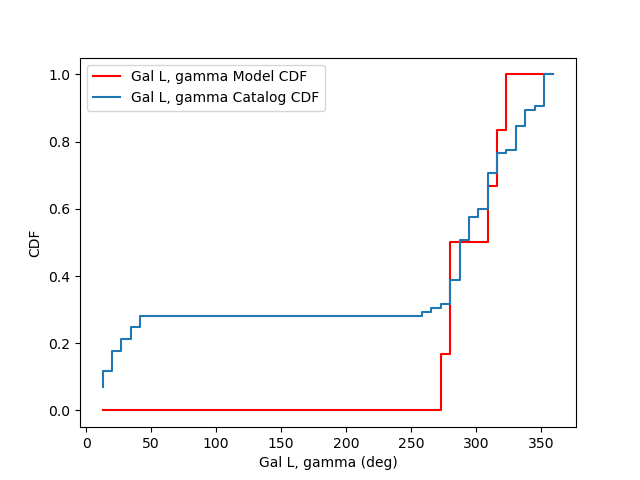 Gal L, gamma Model CDF
Gal L, gamma Catalog CDF
1.0
0.8
0.6
0.4
0.2
0.0
CDF
0 50 100 150 200 250 300 350
Gal L, gamma (deg)